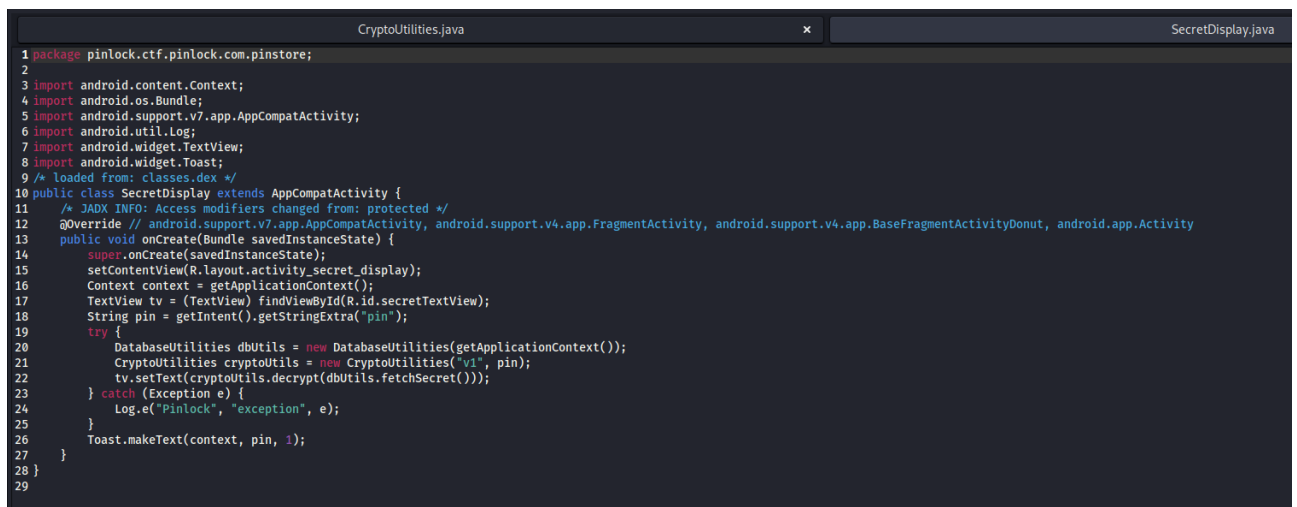 CryptoUtilities.java × SecretDisplay.java
1 package pinlock.ctf.pinlock.com.pinstore;
2
3 import android.content.Context;
4 import android.os.Bundle;
5 import android.support.v7.app.AppCompatActivity;
6 import android.util.Log;
7 import android.widget.TextView;
8 import android.widget.Toast;
9 /* loaded from: classes.dex */
10 public class SecretDisplay extends AppCompatActivity {
11     /* JADX INFO: Access modifiers changed from: protected */
12     @Override // android.support.v7.app.AppCompatActivity, android.support.v4.app.FragmentActivity, android.support.v4.app.BaseFragmentActivityDonut, android.app.Activity
13     public void onCreate(Bundle savedInstanceState) {
14         super.onCreate(savedInstanceState);
15         setContentView(R.layout.activity_secret_display);
16         Context context = getApplicationContext();
17         TextView tv = (TextView) findViewById(R.id.secretTextView);
18         String pin = getIntent().getStringExtra("pin");
19         try {
20             DatabaseUtilities dbUtils = new DatabaseUtilities(getApplicationContext());
21             CryptoUtilities cryptoUtils = new CryptoUtilities("v1", pin);
22             tv.setText(cryptoUtils.decrypt(dbUtils.fetchSecret()));
23         } catch (Exception e) {
24             Log.e("Pinlock", "exception", e);
25         }
26         Toast.makeText(context, pin, 1);
27     }
28 }
29